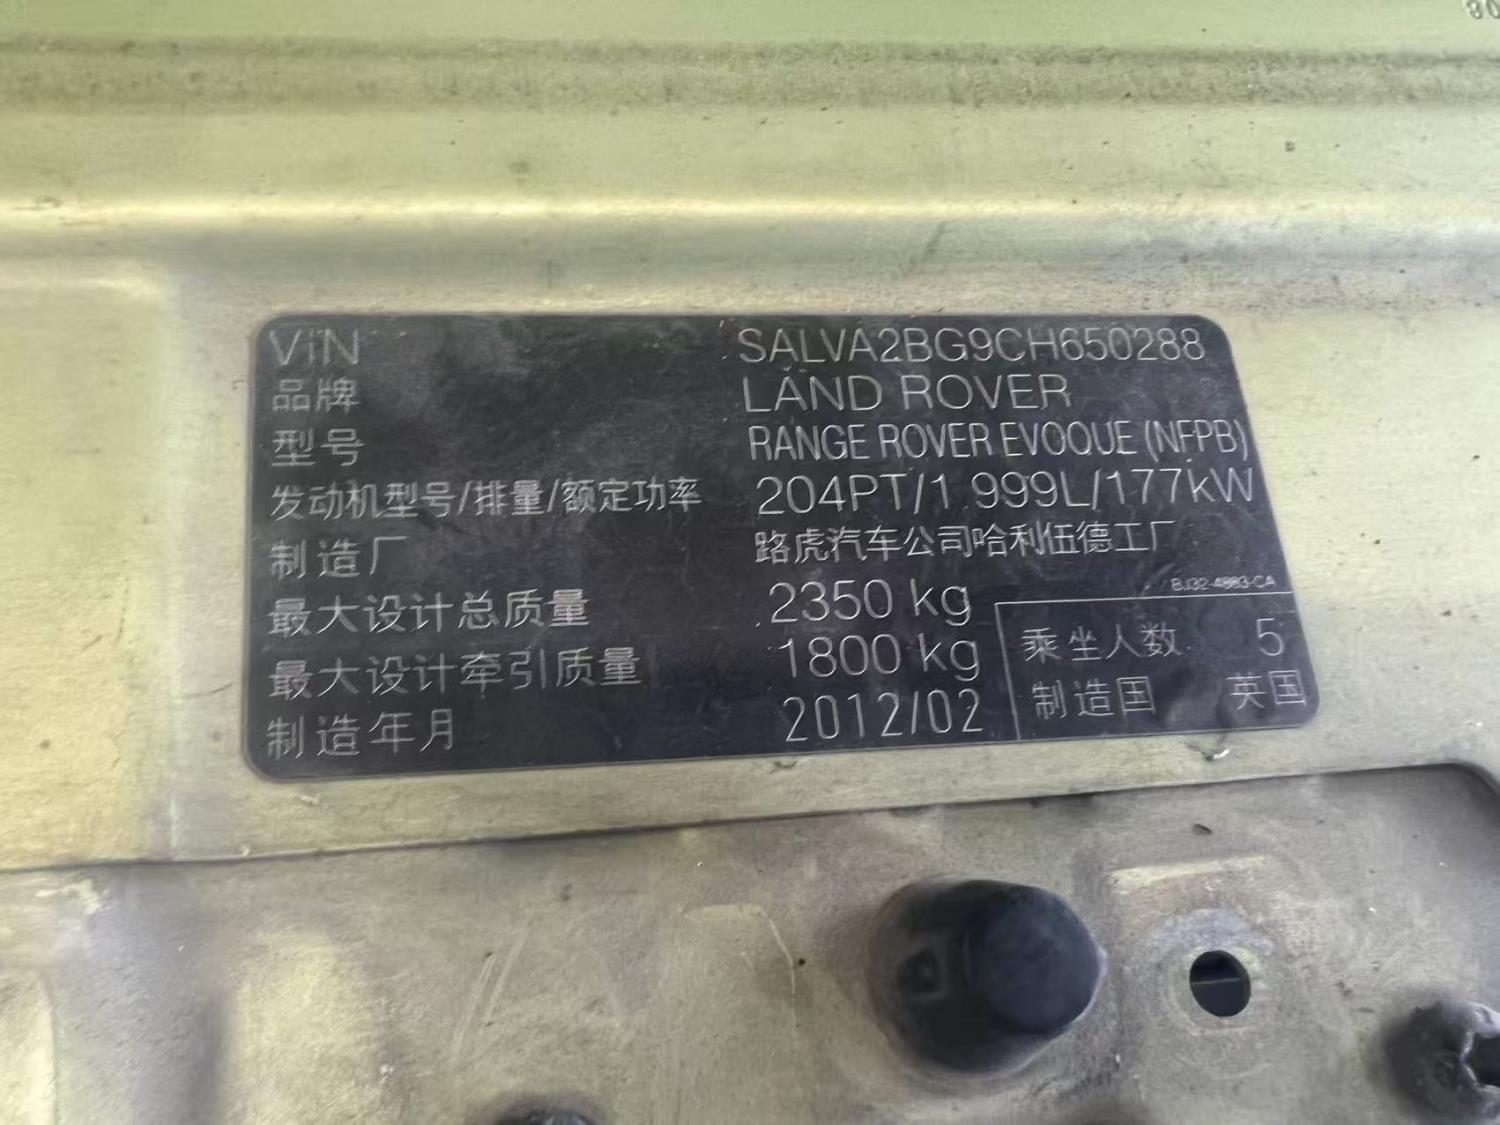 VIN SALVA2BG9CH650288
品牌 LAND ROVER
型号 RANGE ROVER EVOQUE (NFPB)
发动机型号/排量/额定功率 204PT/1 999L/177kW
制造厂 路虎汽车公司哈利伍德工厂
BJ32-4883-CA
最大设计总质量 2350 kg
最大设计牵引质量 1800 kg
制造年月 2012/02
乘坐人数 5
制造国 英国